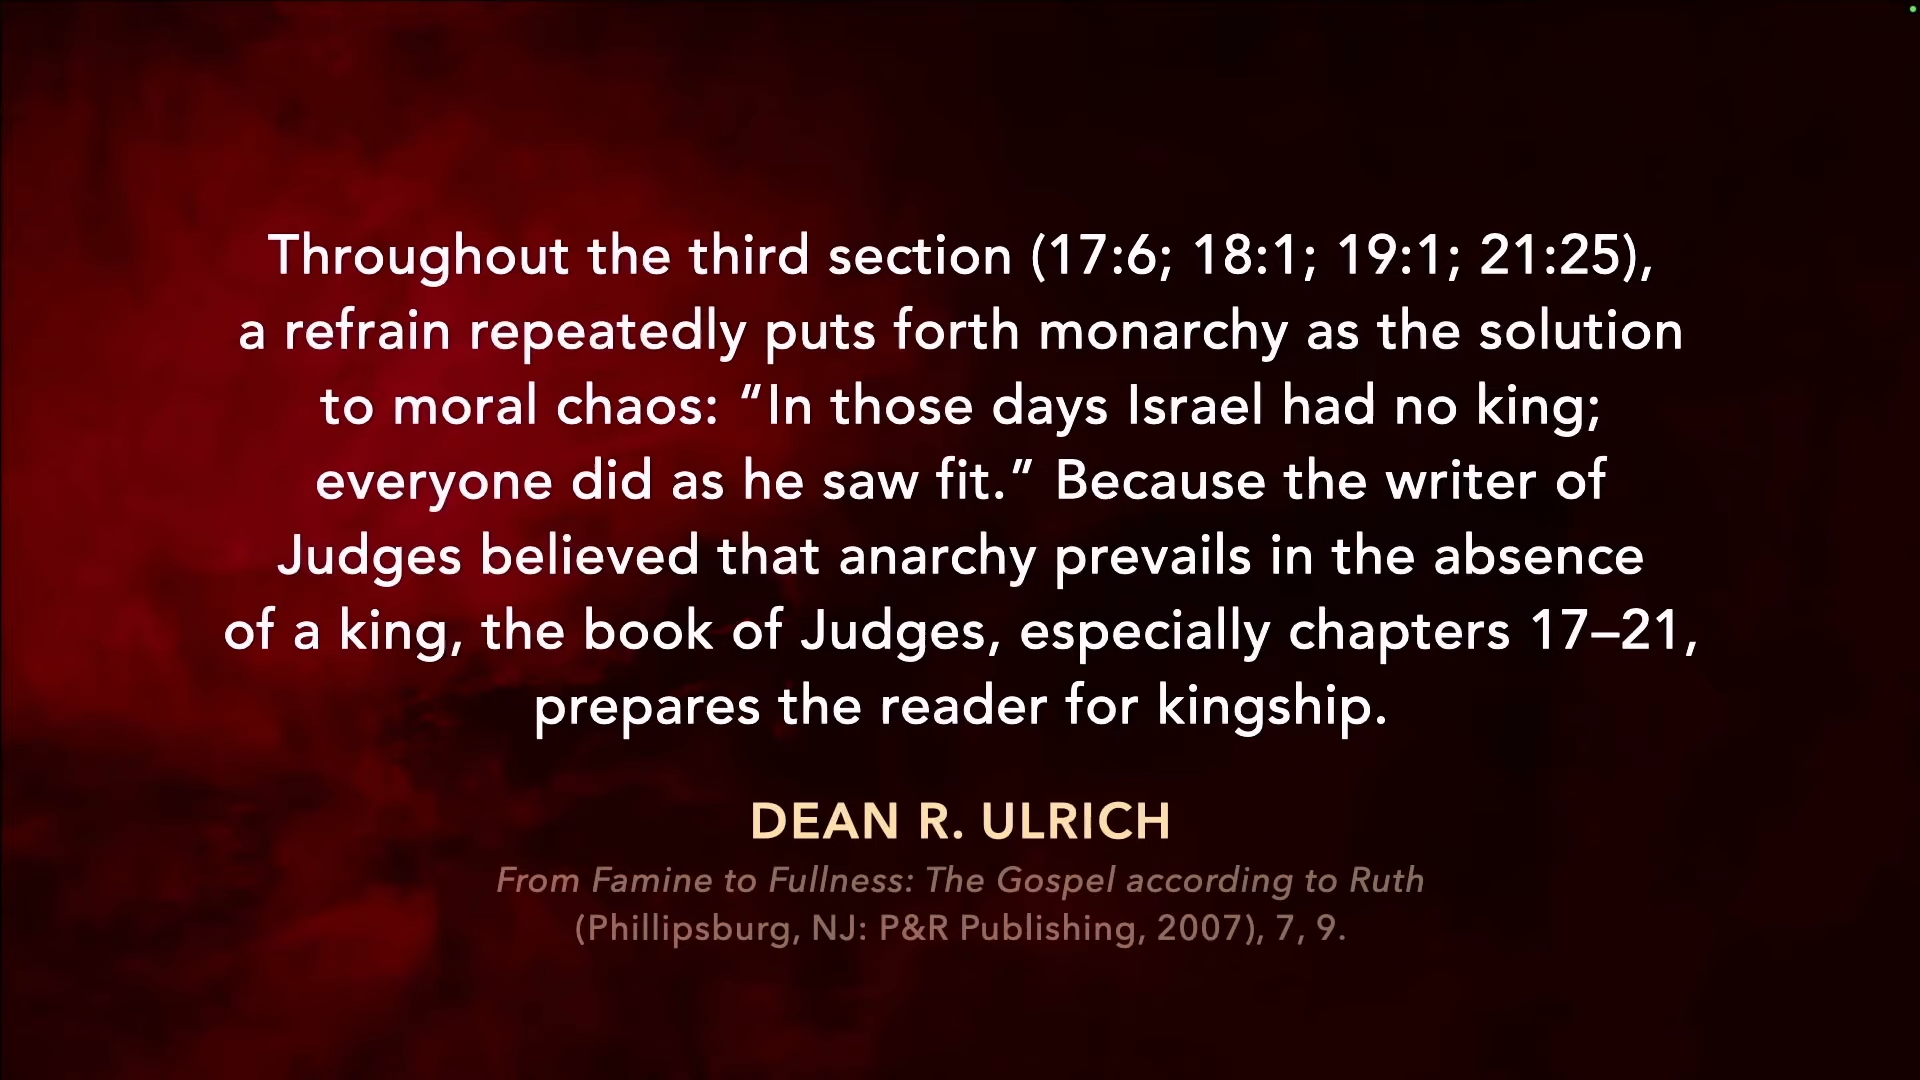 Throughout the third section (17:6; 18:1; 19:1; 21:25),
a refrain repeatedly puts forth monarchy as the solution
to moral chaos: “In those days Israel had no king;
everyone did as he saw fit.” Because the writer of
Judges believed that anarchy prevails in the absence
of a king, the book of Judges, especially chapters 17–21,
prepares the reader for kingship.
DEAN R. ULRICH
From Famine to Fullness: The Gospel according to Ruth
(Phillipsburg, NJ: P&R Publishing, 2007), 7, 9.